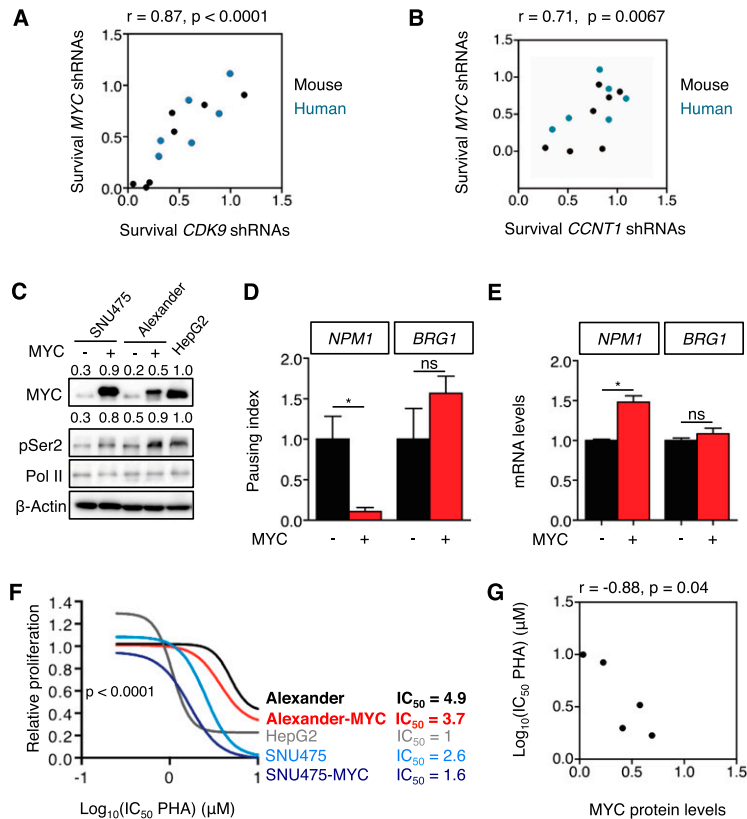 A
r = 0.87, p < 0.0001
Survival MYC shRNAs
1.5
1.0
0.5
0.0
0.0 0.5 1.0 1.5
Survival CDK9 shRNAs
Mouse
Human
B
r = 0.71, p = 0.0067
Survival MYC shRNAs
1.5
1.0
0.5
0.0
0.0 0.5 1.0 1.5
Survival CCNT1 shRNAs
Mouse
Human
C
SNU475 Alexander HepG2
MYC - + - +
0.3 0.9 0.2 0.5 1.0
MYC
0.3 0.8 0.5 0.9 1.0
pSer2
Pol II
β-Actin
D
NPM1 BRG1
Pausing index
2.0
1.5
1.0
0.5
0.0
* ns
MYC - + - +
E
NPM1 BRG1
mRNA levels
2.0
1.5
1.0
0.5
0.0
* ns
MYC - + - +
F
Relative proliferation
1.4
1.2
1.0
0.8
0.6
0.4
0.2
0.0
p < 0.0001
-1 0 1
Log10(IC50 PHA) (μM)
Alexander IC50 = 4.9
Alexander-MYC IC50 = 3.7
HepG2 IC50 = 1
SNU475 IC50 = 2.6
SNU475-MYC IC50 = 1.6
G
r = -0.88, p = 0.04
Log10(IC50 PHA) (μM)
1.5
1.0
0.5
0.0
0.0 0.5 1.0 1.5
MYC protein levels